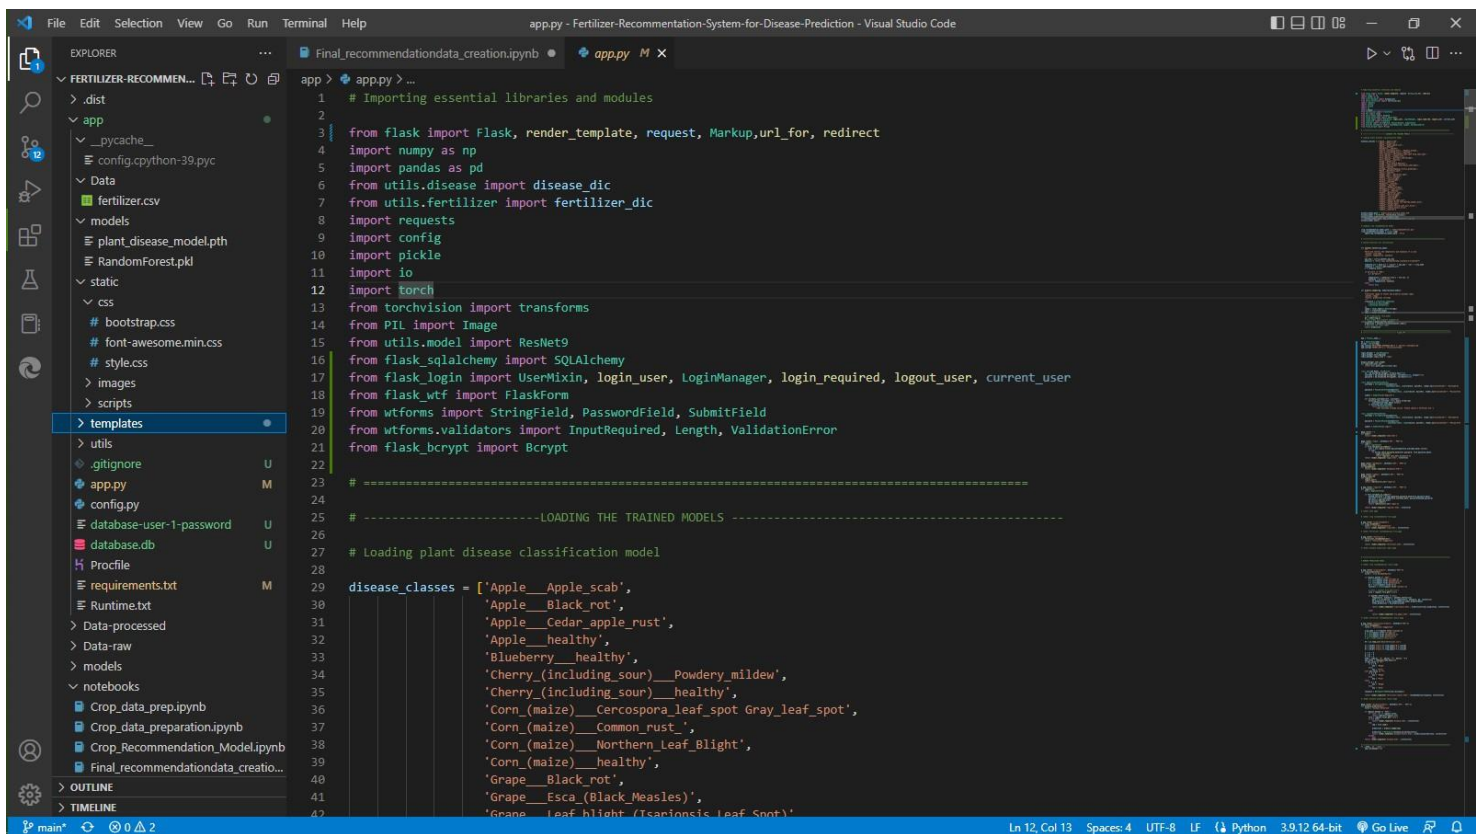 File Edit Selection View Go Run Terminal Help
app.py - Fertilizer-Recommentation-System-for-Disease-Prediction - Visual Studio Code
EXPLORER
Final_recommendationdata_creation.ipynb
app.py M
FERTILIZER-RECOMMEN...
app > app.py > ...
.dist
app
__pycache__
config.cpython-39.pyc
Data
fertilizer.csv
models
plant_disease_model.pth
RandomForest.pkl
static
css
# bootstrap.css
# font-awesome.min.css
# style.css
images
scripts
templates
utils
.gitignore U
app.py M
config.py
database-user-1-password U
database.db U
Procfile
requirements.txt M
Runtime.txt
Data-processed
Data-raw
models
notebooks
Crop_data_prep.ipynb
Crop_data_preparation.ipynb
Crop_Recommendation_Model.ipynb
Final_recommendationdata_creatio...
OUTLINE
TIMELINE
1
12
1 # Importing essential libraries and modules
2
3 from flask import Flask, render_template, request, Markup,url_for, redirect
4 import numpy as np
5 import pandas as pd
6 from utils.disease import disease_dic
7 from utils.fertilizer import fertilizer_dic
8 import requests
9 import config
10 import pickle
11 import io
12 import torch
13 from torchvision import transforms
14 from PIL import Image
15 from utils.model import ResNet9
16 from flask_sqlalchemy import SQLAlchemy
17 from flask_login import UserMixin, login_user, LoginManager, login_required, logout_user, current_user
18 from flask_wtf import FlaskForm
19 from wtforms import StringField, PasswordField, SubmitField
20 from wtforms.validators import InputRequired, Length, ValidationError
21 from flask_bcrypt import Bcrypt
22
23 # ==============================================================================================
24
25 # -------------------------LOADING THE TRAINED MODELS -----------------------------------------------
26
27 # Loading plant disease classification model
28
29 disease_classes = ['Apple___Apple_scab',
30 'Apple___Black_rot',
31 'Apple___Cedar_apple_rust',
32 'Apple___healthy',
33 'Blueberry___healthy',
34 'Cherry_(including_sour)___Powdery_mildew',
35 'Cherry_(including_sour)___healthy',
36 'Corn_(maize)___Cercospora_leaf_spot Gray_leaf_spot',
37 'Corn_(maize)___Common_rust_',
38 'Corn_(maize)___Northern_Leaf_Blight',
39 'Corn_(maize)___healthy',
40 'Grape___Black_rot',
41 'Grape___Esca_(Black_Measles)',
42 'Grape___Leaf_blight_(Isariopsis_Leaf_Spot)',
main* 0 2
Ln 12, Col 13 Spaces: 4 UTF-8 LF Python 3.9.12 64-bit Go Live